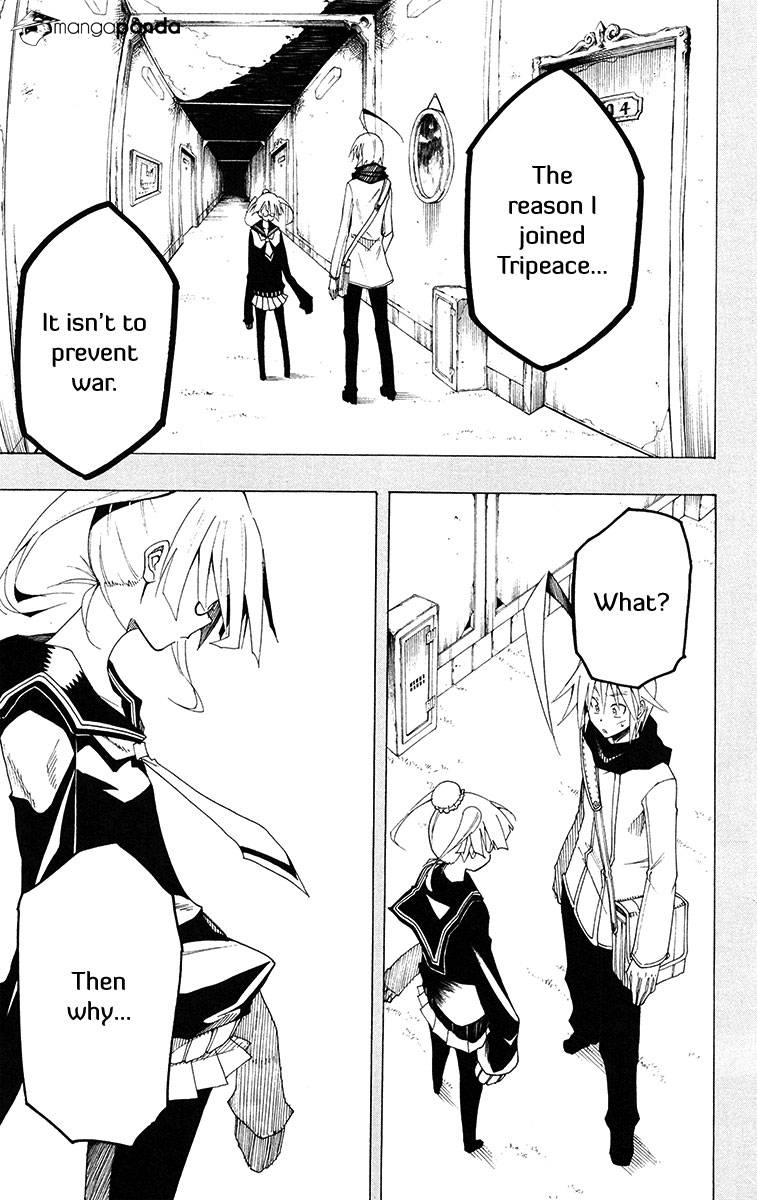 mangapanda
The
reason I
joined
Tripeace...
It isn't to
prevent
war.
What?
Then
why...